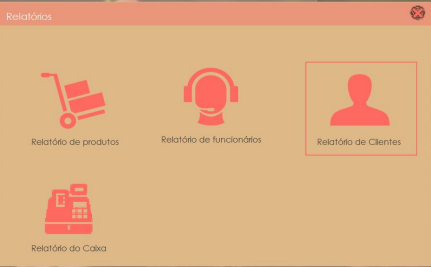 Relatórios
Relatório de produtos
Relatório de funcionários
Relatório de Clientes
Relatório do Caixa